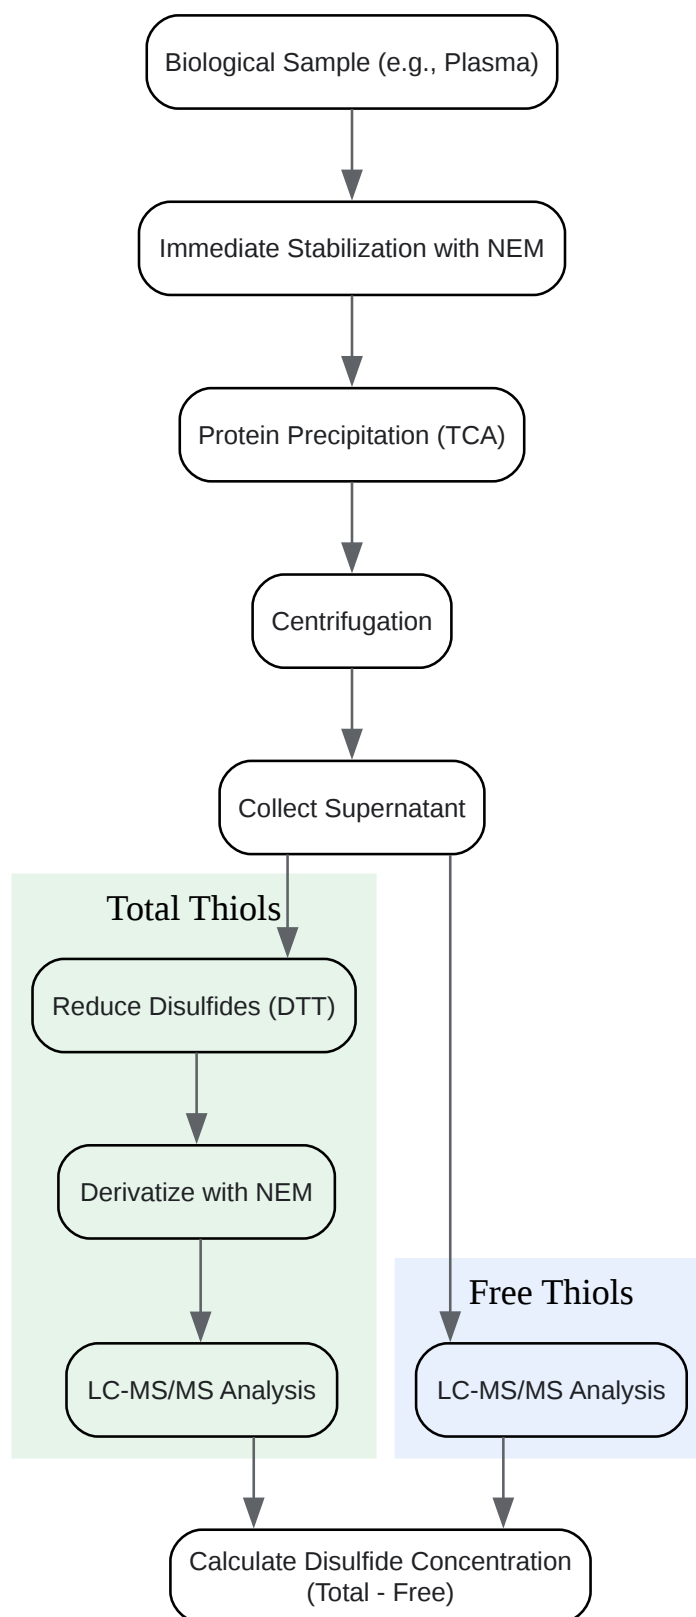 Biological Sample (e.g., Plasma)
Immediate Stabilization with NEM
Protein Precipitation (TCA)
Centrifugation
Collect Supernatant
Total Thiols
Reduce Disulfides (DTT)
Derivatize with NEM
LC-MS/MS Analysis
Free Thiols
LC-MS/MS Analysis
Calculate Disulfide Concentration
(Total - Free)